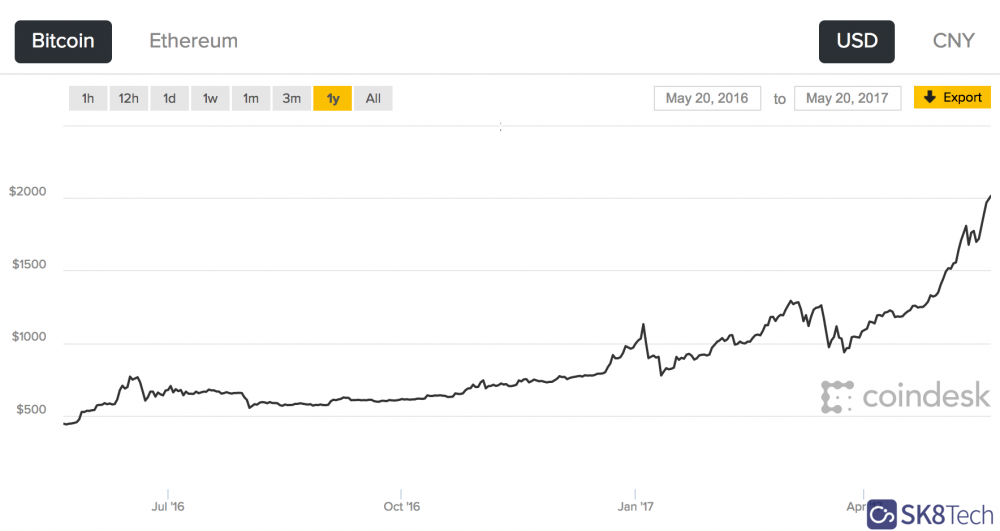 Bitcoin Ethereum USD CNY
1h 12h 1d 1w 1m 3m 1y All May 20, 2016 to May 20, 2017 Export
$2000
$1500
$1000
coindesk
$500
Jul '16 Oct '16 Jan '17
SK8Tech